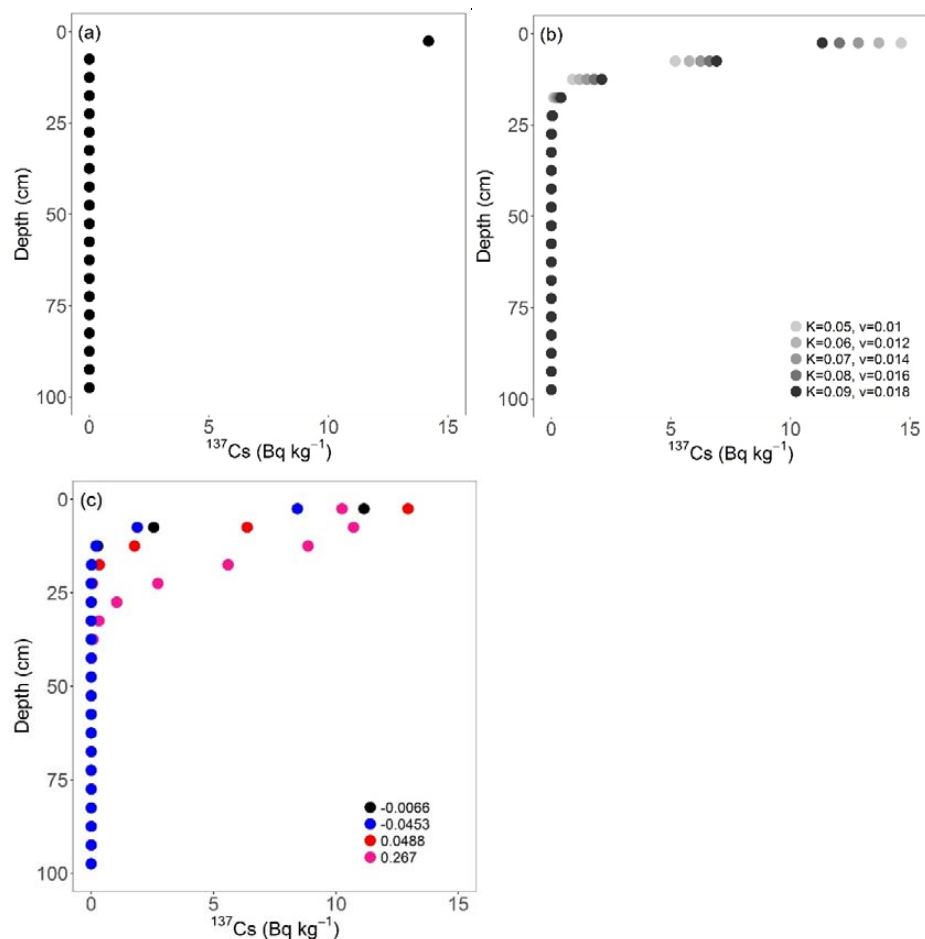 (a)
0
25
50
75
100
Depth (cm)
0 5 10 15
¹³⁷Cs (Bq kg⁻¹)
(b)
0
25
50
75
100
Depth (cm)
K=0.05, v=0.01
K=0.06, v=0.012
K=0.07, v=0.014
K=0.08, v=0.016
K=0.09, v=0.018
0 5 10 15
¹³⁷Cs (Bq kg⁻¹)
(c)
0
25
50
75
100
Depth (cm)
-0.0066
-0.0453
0.0488
0.267
0 5 10 15
¹³⁷Cs (Bq kg⁻¹)